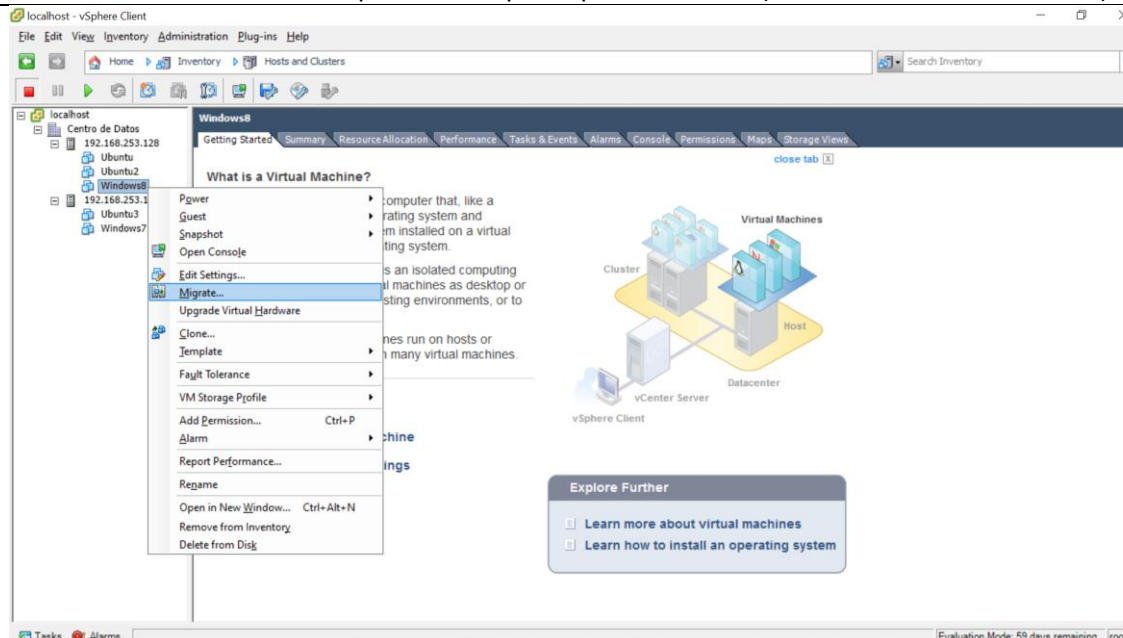 localhost - vSphere Client
File Edit View Inventory Administration Plug-ins Help
Home Inventory Hosts and Clusters
Search Inventory
localhost
Centro de Datos
192.168.253.128
Ubuntu
Ubuntu2
Windows8
192.168.253.1
Ubuntu3
Windows7
Windows8
Getting Started Summary Resource Allocation Performance Tasks & Events Alarms Console Permissions Maps Storage Views
close tab
What is a Virtual Machine?
computer that, like a
rating system and
em installed on a virtual
ting system.
s an isolated computing
al machines as desktop or
sting environments, or to
nes run on hosts or
n many virtual machines.
chine
ings
Power
Guest
Snapshot
Open Console
Edit Settings...
Migrate...
Upgrade Virtual Hardware
Clone...
Template
Fault Tolerance
VM Storage Profile
Add Permission... Ctrl+P
Alarm
Report Performance...
Rename
Open in New Window... Ctrl+Alt+N
Remove from Inventory
Delete from Disk
Virtual Machines
Cluster
Host
Datacenter
vCenter Server
vSphere Client
Explore Further
Learn more about virtual machines
Learn how to install an operating system
Tasks Alarms
Evaluation Mode: 59 days remaining